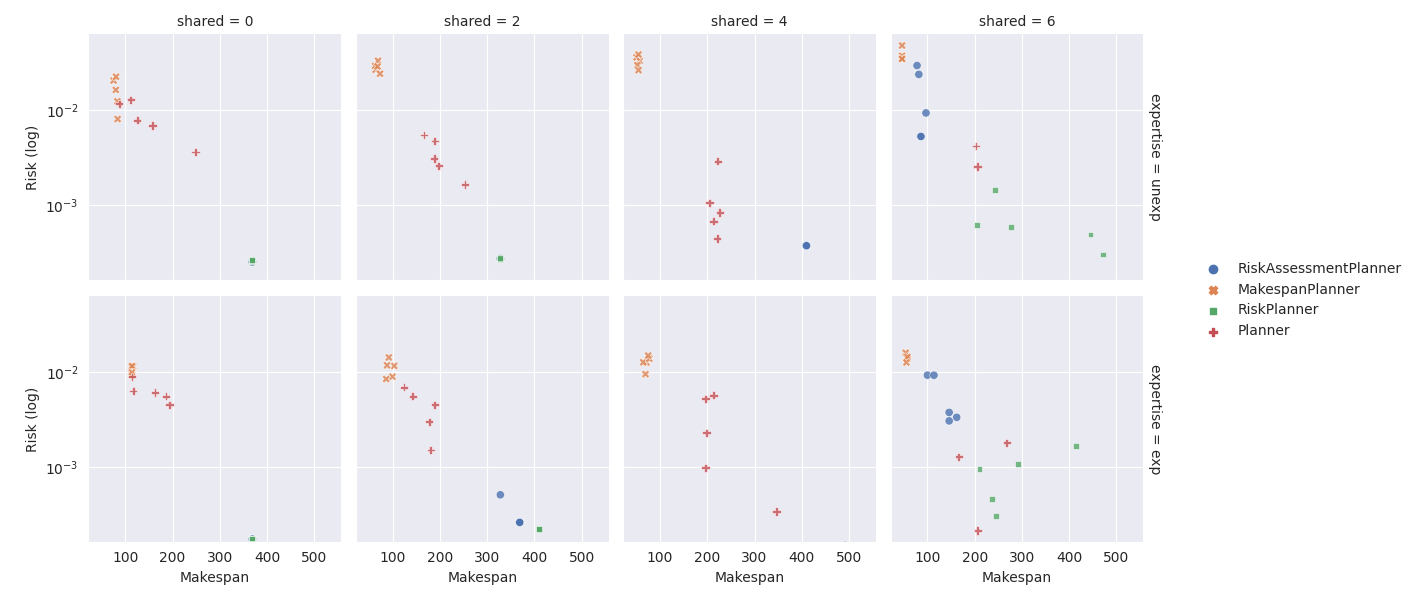 shared = 0
shared = 2
shared = 4
shared = 6
Risk (log)
10⁻²
10⁻³
expertise = unexp
RiskAssessmentPlanner
MakespanPlanner
RiskPlanner
Planner
Risk (log)
10⁻²
10⁻³
expertise = exp
100 200 300 400 500 100 200 300 400 500 100 200 300 400 500 100 200 300 400 500
Makespan Makespan Makespan Makespan